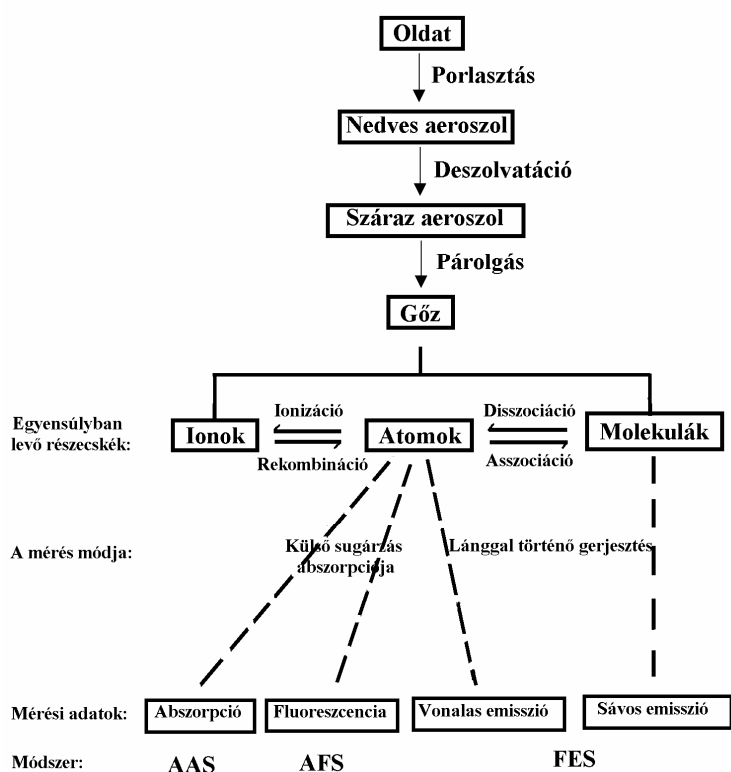 Oldat
Porlasztás
Nedves aeroszol
Deszolvatáció
Száraz aeroszol
Párolgás
Gőz
Egyensúlyban
levő részecskék:
Ionok
Ionizáció
Rekombináció
Atomok
Disszociáció
Asszociáció
Molekulák
A mérés módja:
Külső sugárzás
abszorpciója
Lánggal történő gerjesztés
Mérési adatok:
Abszorpció
Fluoreszcencia
Vonalas emisszió
Sávos emisszió
Módszer:
AAS
AFS
FES